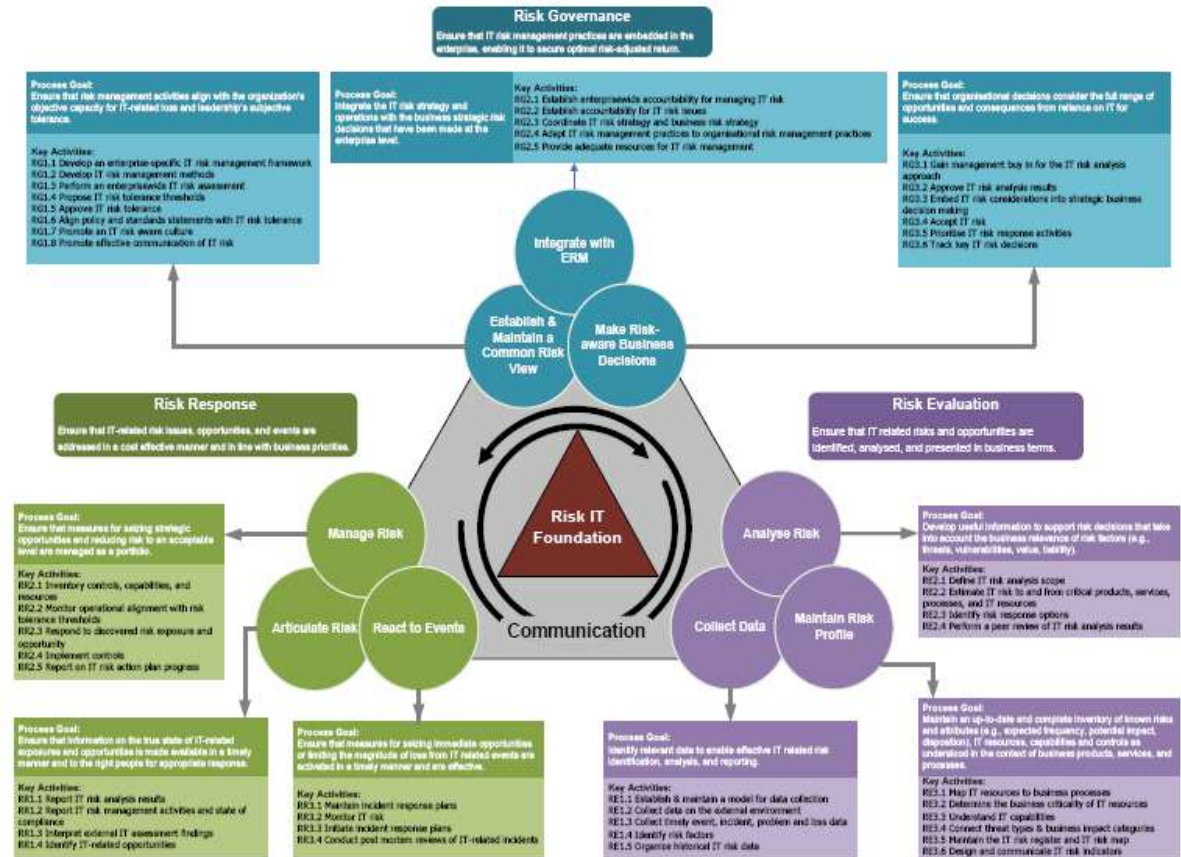 Risk Governance
Ensure that IT risk management practices are embedded in the
enterprise, enabling it to secure optimal risk-adjusted return.
Process Goal:
Ensure that risk management activities align with the organization's
objective capacity for IT-related loss and leadership's subjective
tolerance.
Key Activities:
RG1.1 Develop an enterprise-specific IT risk management framework
RG1.2 Develop IT risk management methods
RG1.3 Perform an enterprisewide IT risk assessment
RG1.4 Propose IT risk tolerance thresholds
RG1.5 Approve IT risk tolerance
RG1.6 Align policy and standards statements with IT risk tolerance
RG1.7 Promote an IT risk aware culture
RG1.8 Promote effective communication of IT risk
Process Goal:
Integrate the IT risk strategy and
operations with the business strategic risk
decisions that have been made at the
enterprise level.
Key Activities:
RG2.1 Establish enterprisewide accountability for managing IT risk
RG2.2 Establish accountability for IT risk issues
RG2.3 Coordinate IT risk strategy and business risk strategy
RG2.4 Adapt IT risk management practices to organisational risk management practices
RG2.5 Provide adequate resources for IT risk management
Process Goal:
Ensure that organisational decisions consider the full range of
opportunities and consequences from reliance on IT for
success.
Key Activities:
RG3.1 Gain management buy in for the IT risk analysis
approach
RG3.2 Approve IT risk analysis results
RG3.3 Embed IT risk considerations into strategic business
decision making
RG3.4 Accept IT risk
RG3.5 Prioritise IT risk response activities
RG3.6 Track key IT risk decisions
Integrate with
ERM
Establish &
Maintain a
Common Risk
View
Make Risk-
aware Business
Decisions
Risk Response
Ensure that IT-related risk issues, opportunities, and events are
addressed in a cost effective manner and in line with business priorities.
Risk Evaluation
Ensure that IT related risks and opportunities are
identified, analysed, and presented in business terms.
Risk IT
Foundation
Communication
Manage Risk
Articulate Risk
React to Events
Analyse Risk
Collect Data
Maintain Risk
Profile
Process Goal:
Ensure that measures for seizing strategic
opportunities and reducing risk to an acceptable
level are managed as a portfolio.
Key Activities:
RR2.1 Inventory controls, capabilities, and
resources
RR2.2 Monitor operational alignment with risk
tolerance thresholds
RR2.3 Respond to discovered risk exposure and
opportunity
RR2.4 Implement controls
RR2.5 Report on IT risk action plan progress
Process Goal:
Develop useful information to support risk decisions that take
into account the business relevance of risk factors (e.g.,
threats, vulnerabilities, value, liability).
Key Activities:
RE2.1 Define IT risk analysis scope
RE2.2 Estimate IT risk to and from critical products, services,
processes, and IT resources
RE2.3 Identify risk response options
RE2.4 Perform a peer review of IT risk analysis results
Process Goal:
Ensure that information on the true state of IT-related
exposures and opportunities is made available in a timely
manner and to the right people for appropriate response.
Key Activities:
RR1.1 Report IT risk analysis results
RR1.2 Report IT risk management activities and state of
compliance
RR1.3 Interpret external IT assessment findings
RR1.4 Identify IT-related opportunities
Process Goal:
Ensure that measures for seizing immediate opportunities
or limiting the magnitude of loss from IT related events are
activated in a timely manner and are effective.
Key Activities:
RR3.1 Maintain incident response plans
RR3.2 Monitor IT risk
RR3.3 Initiate incident response plans
RR3.4 Conduct post mortem reviews of IT-related incidents
Process Goal:
Identify relevant data to enable effective IT related risk
identification, analysis, and reporting.
Key Activities:
RE1.1 Establish & maintain a model for data collection
RE1.2 Collect data on the external environment
RE1.3 Collect timely event, incident, problem and loss data
RE1.4 Identify risk factors
RE1.5 Organise historical IT risk data
Process Goal:
Maintain an up-to-date and complete inventory of known risks
and attributes (e.g., expected frequency, potential impact,
disposition), IT resources, capabilities and controls as
understood in the context of business products, services, and
processes.
Key Activities:
RE3.1 Map IT resources to business processes
RE3.2 Determine the business criticality of IT resources
RE3.3 Understand IT capabilities
RE3.4 Connect threat types & business impact categories
RE3.5 Maintain the IT risk register and IT risk map
RE3.6 Design and communicate IT risk indicators